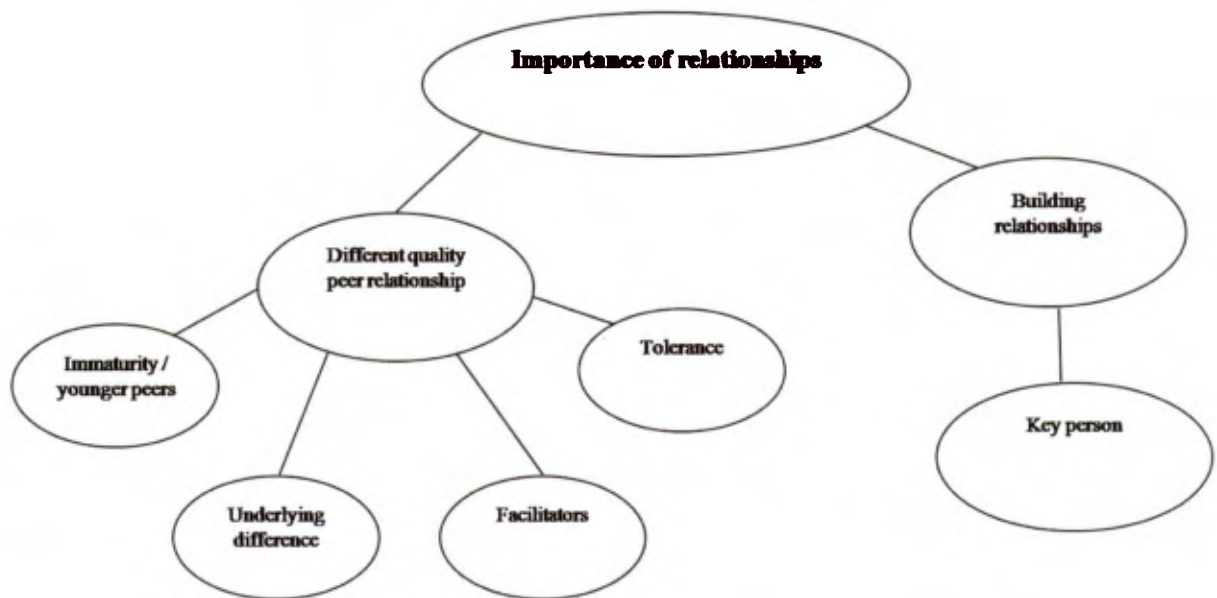 Importance of relationships
Building
relationships
Different quality
peer relationship
Tolerance
Immaturity /
younger peers
Key person
Underlying
difference
Facilitators